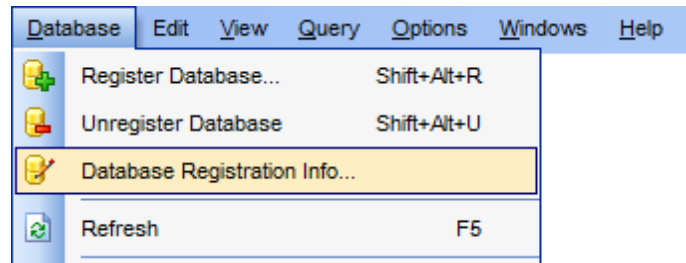 Database Edit View Query Options Windows Help
Register Database... Shift+Alt+R
Unregister Database Shift+Alt+U
Database Registration Info...
Refresh F5